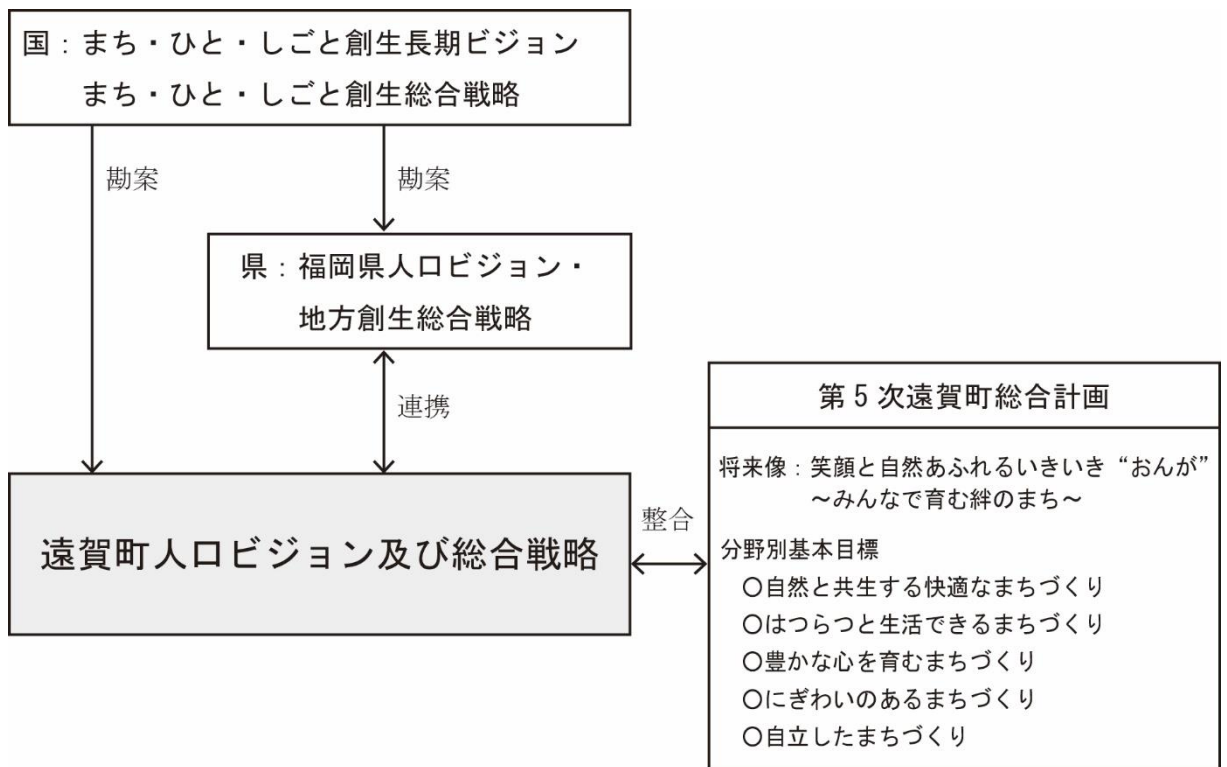 国：まち・ひと・しごと創生長期ビジョン
まち・ひと・しごと創生総合戦略
勘案
勘案
県：福岡県人口ビジョン・
地方創生総合戦略
連携
遠賀町人口ビジョン及び総合戦略
整合
第5次遠賀町総合計画
将来像：笑顔と自然あふれるいきいき“おんが”
～みんなで育む絆のまち～
分野別基本目標
○自然と共生する快適なまちづくり
○はつらつと生活できるまちづくり
○豊かな心を育むまちづくり
○にぎわいのあるまちづくり
○自立したまちづくり